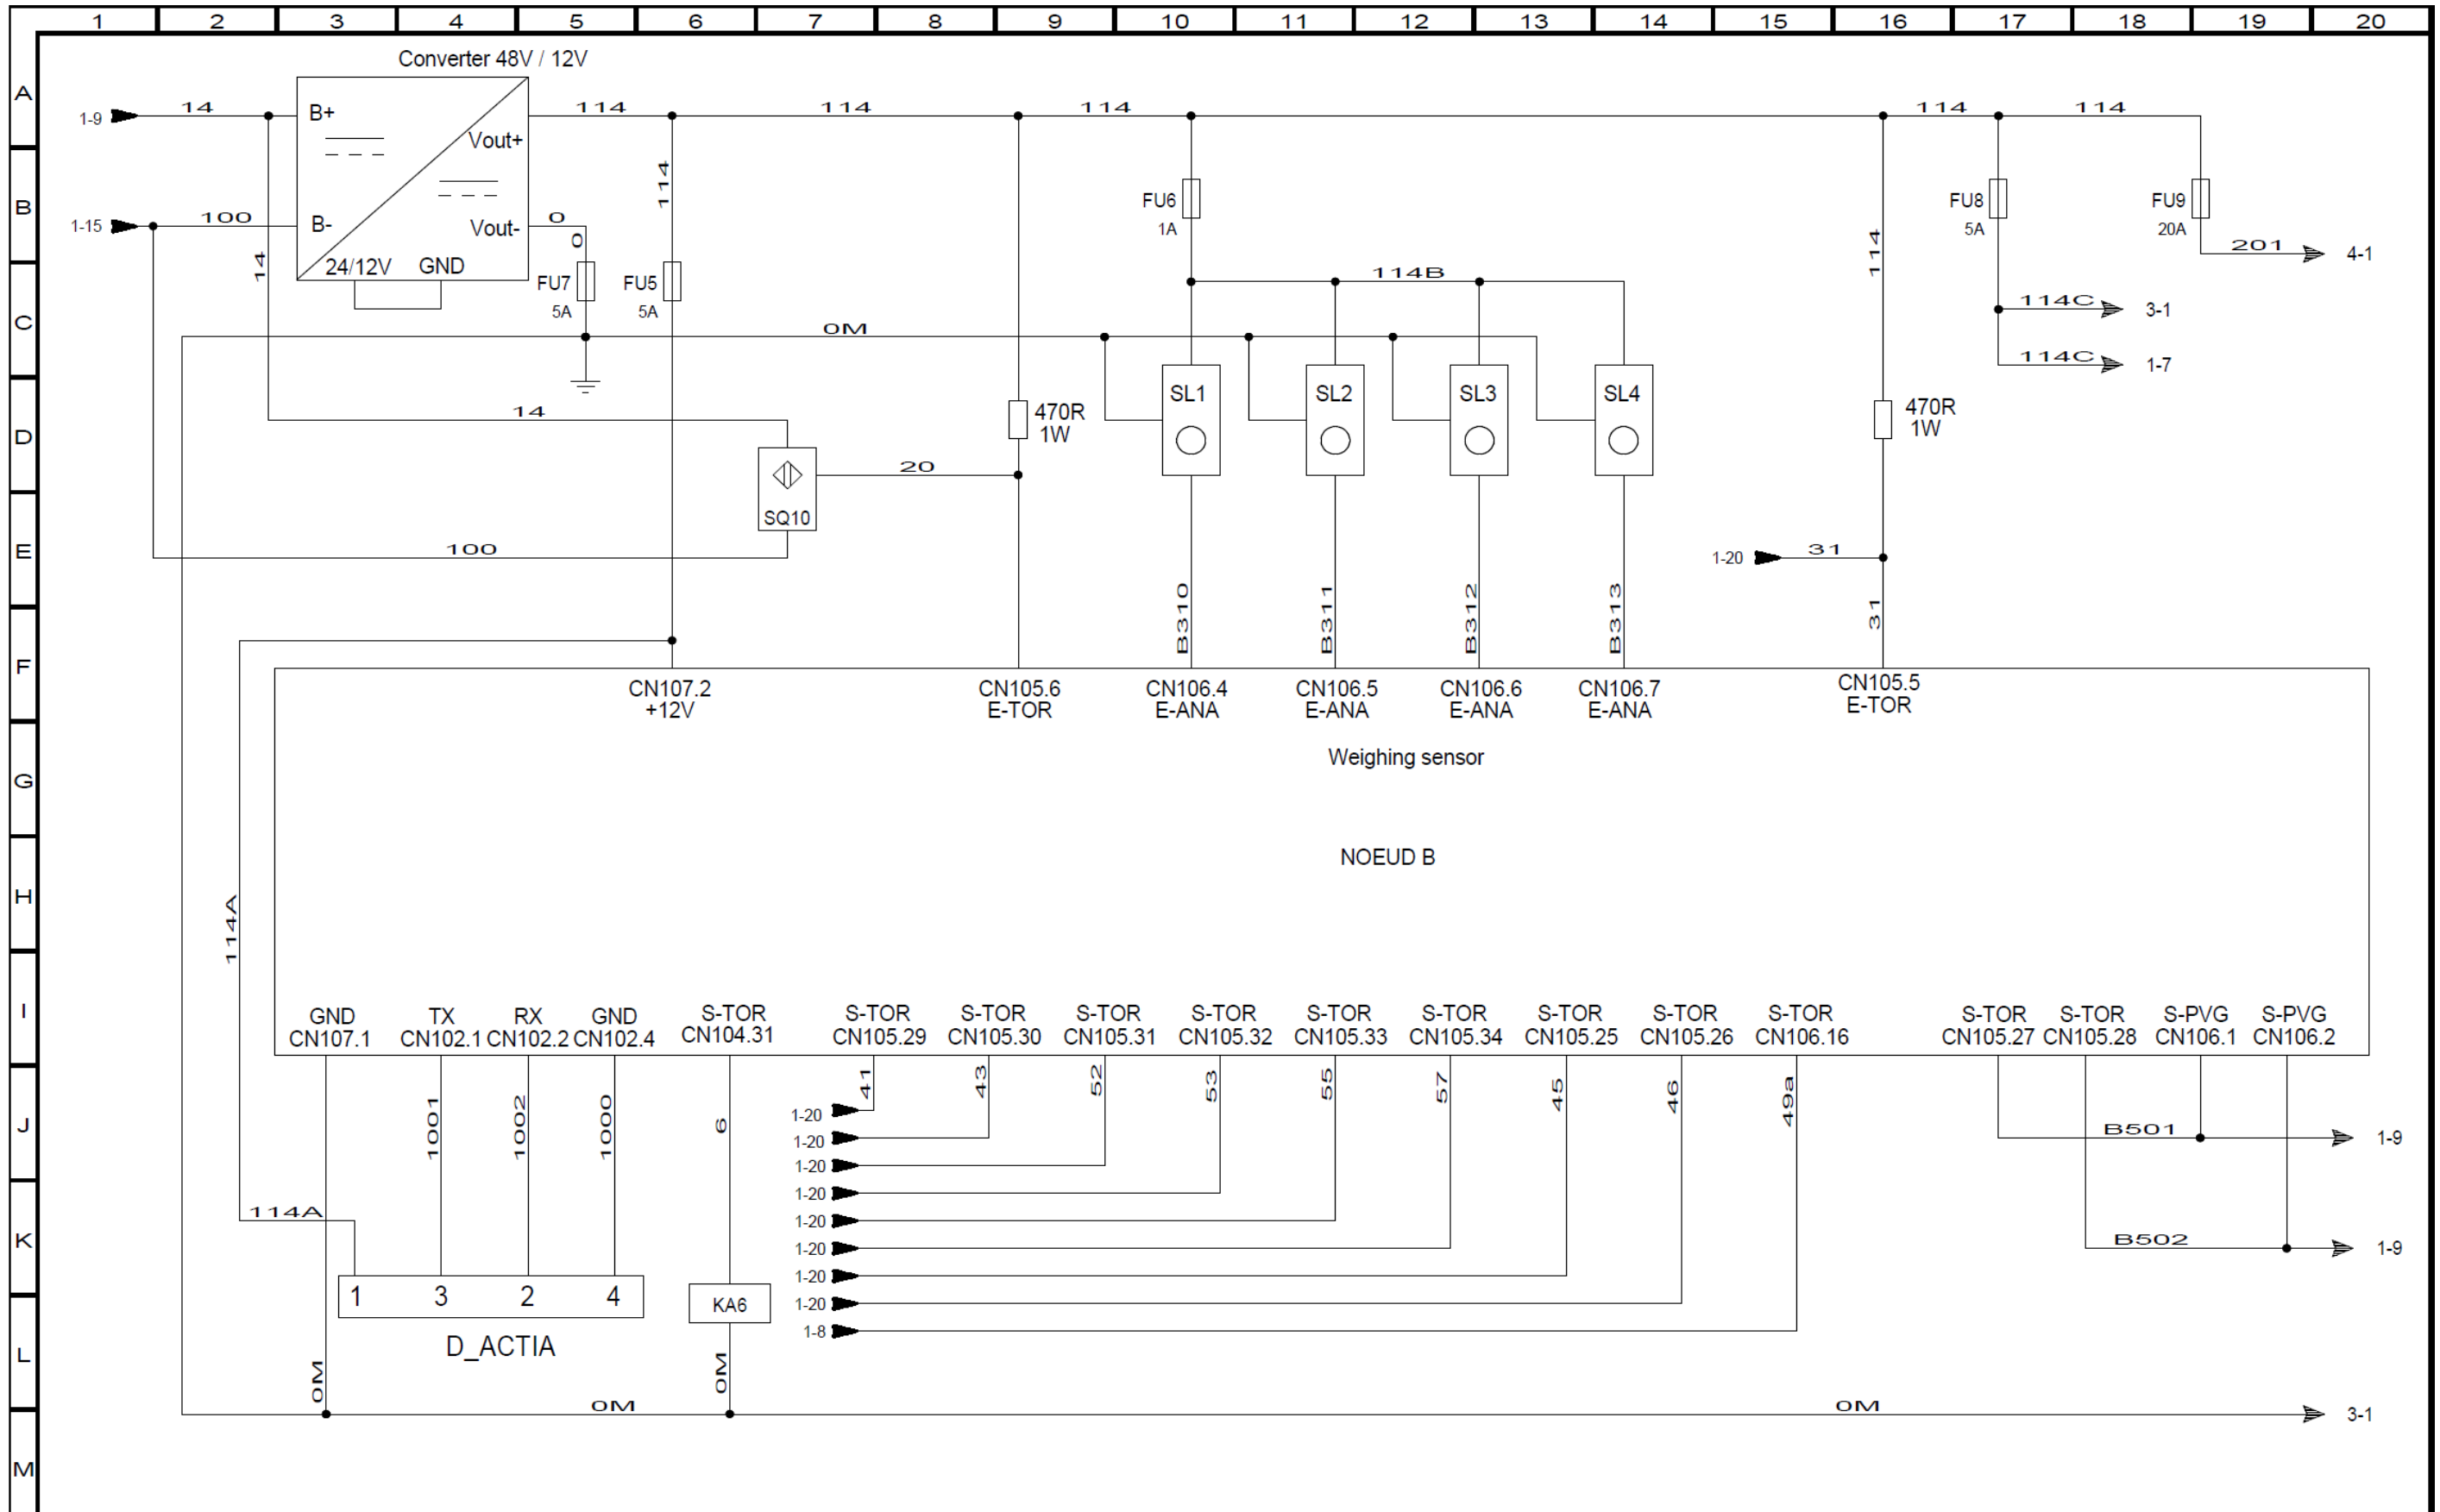 1 2 3 4 5 6 7 8 9 10 11 12 13 14 15 16 17 18 19 20
Converter 48V / 12V
A
1-9 14 B+ 114 114 114 114 114
Vout+
114
B
FU6 FU8 FU9
1-15 100 B- Vout- 0 1A 5A 20A
0 114 201 4-1
14 24/12V GND
FU7 FU5 114B
C
5A 5A 114C 3-1
0M
114C 1-7
SL1 SL2 SL3 SL4
14 470R 470R
D
1W 1W
20
SQ10
E
100 1-20 31
B310 B311 B312 B313 31
F
CN107.2 CN105.6 CN106.4 CN106.5 CN106.6 CN106.7 CN105.5
+12V E-TOR E-ANA E-ANA E-ANA E-ANA E-TOR
Weighing sensor
G
NOEUD B
H
114A
I
GND TX RX GND S-TOR S-TOR S-TOR S-TOR S-TOR S-TOR S-TOR S-TOR S-TOR S-TOR S-TOR S-TOR S-PVG S-PVG
CN107.1 CN102.1 CN102.2 CN102.4 CN104.31 CN105.29 CN105.30 CN105.31 CN105.32 CN105.33 CN105.34 CN105.25 CN105.26 CN106.16 CN105.27 CN105.28 CN106.1 CN106.2
1001 1002 1000 6 41 43 52 53 55 57 45 46 49a
J
1-20
B501 1-9
1-20
1-20
1-20
114A 1-20
K
B502 1-9
1-20
1-20
1 3 2 4 KA6 1-20
1-8
D_ACTIA
L
0M 0M
0M 0M 3-1
M